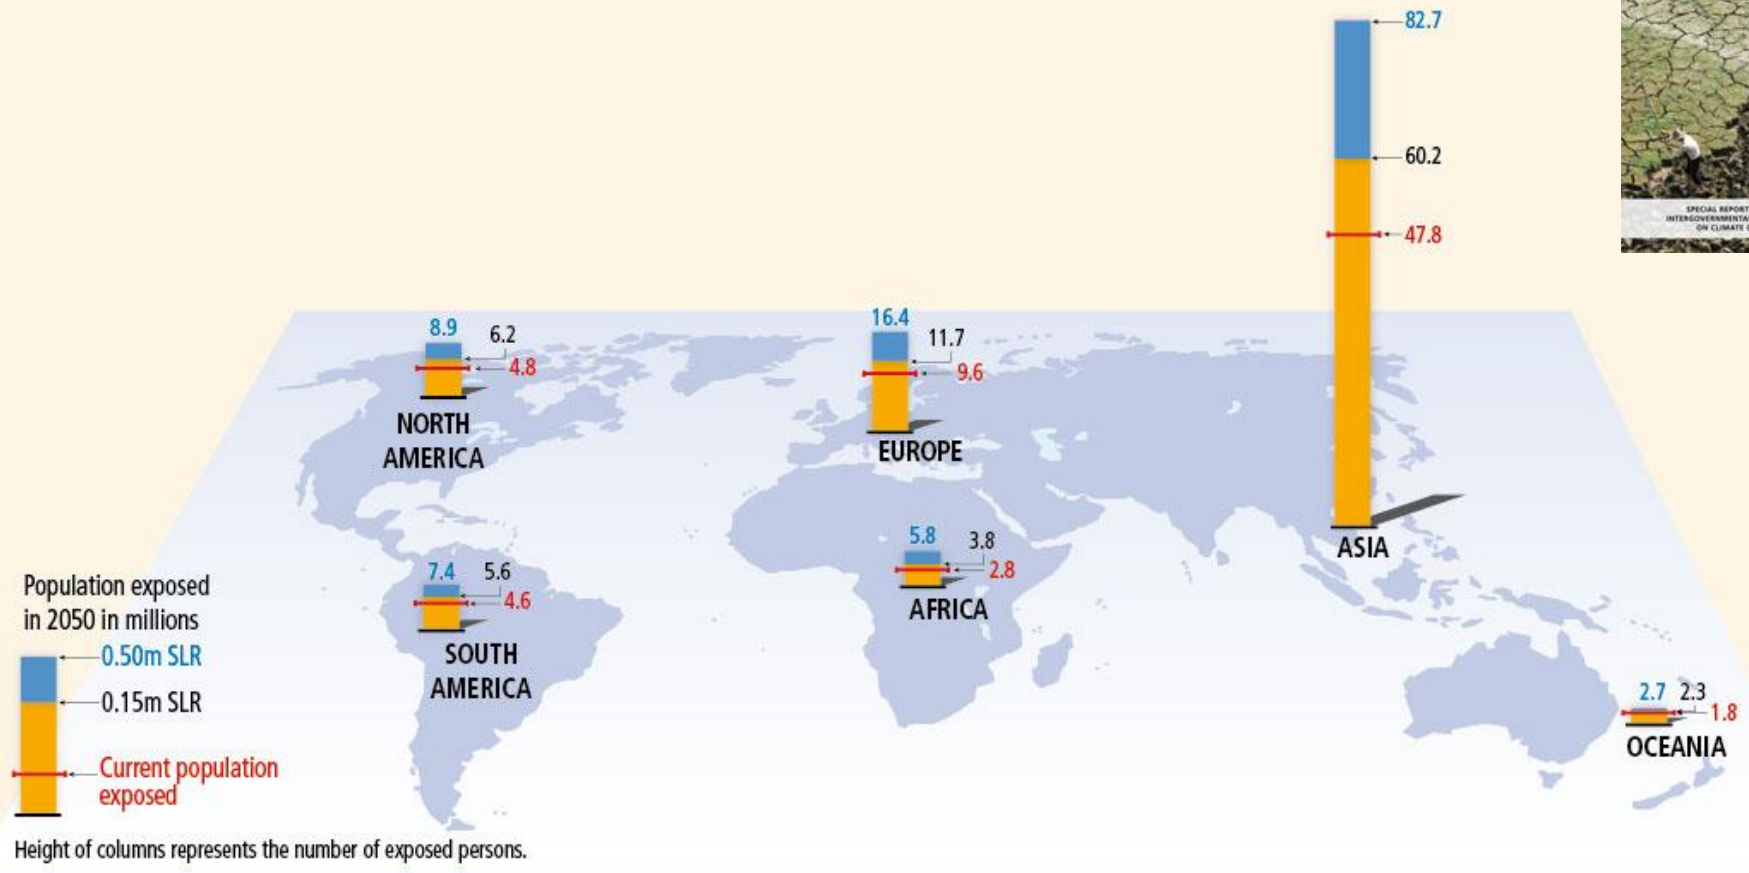 82.7
60.2
47.8
SPECIAL REPORT
INTERGOVERNMENTAL
ON CLIMATE
8.9
6.2
4.8
NORTH
AMERICA
16.4
11.7
9.6
EUROPE
ASIA
5.8
3.8
2.8
AFRICA
7.4
5.6
4.6
SOUTH
AMERICA
2.7 2.3
1.8
OCEANIA
Population exposed
in 2050 in millions
0.50m SLR
0.15m SLR
Current population
exposed
Height of columns represents the number of exposed persons.